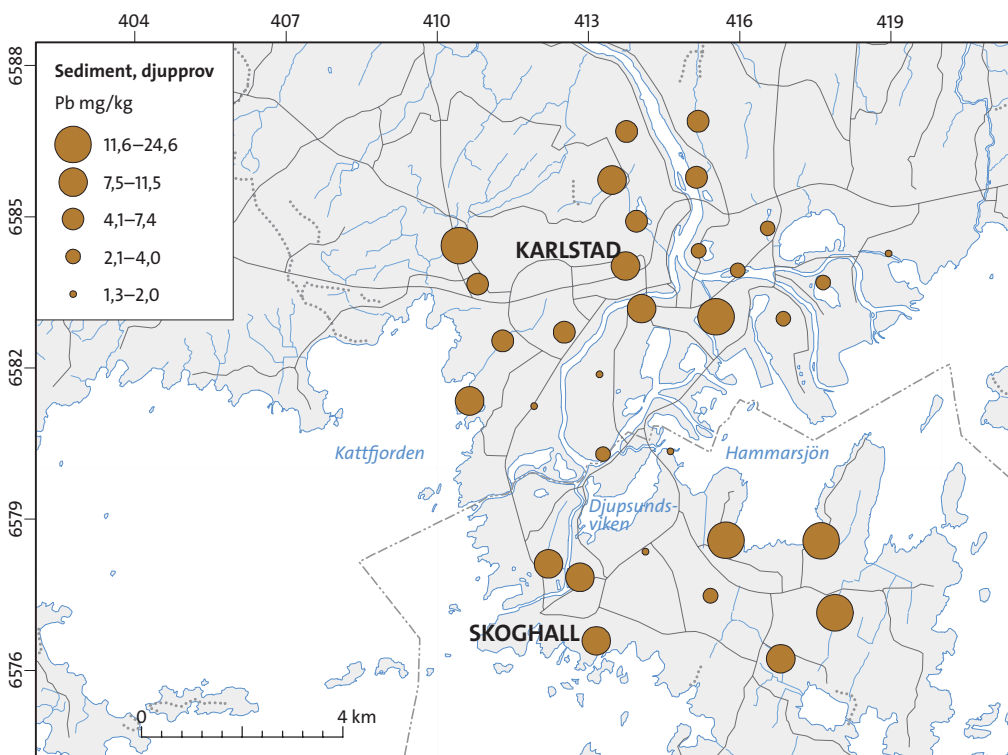 404 407 410 413 416 419
6588
Sediment, djupprov
Pb mg/kg
11,6–24,6
7,5–11,5
4,1–7,4
2,1–4,0
1,3–2,0
6585
KARLSTAD
6582
Kattfjorden
Hammarsjön
6579
Djupsunds-
viken
SKOGHALL
6576
0 4 km